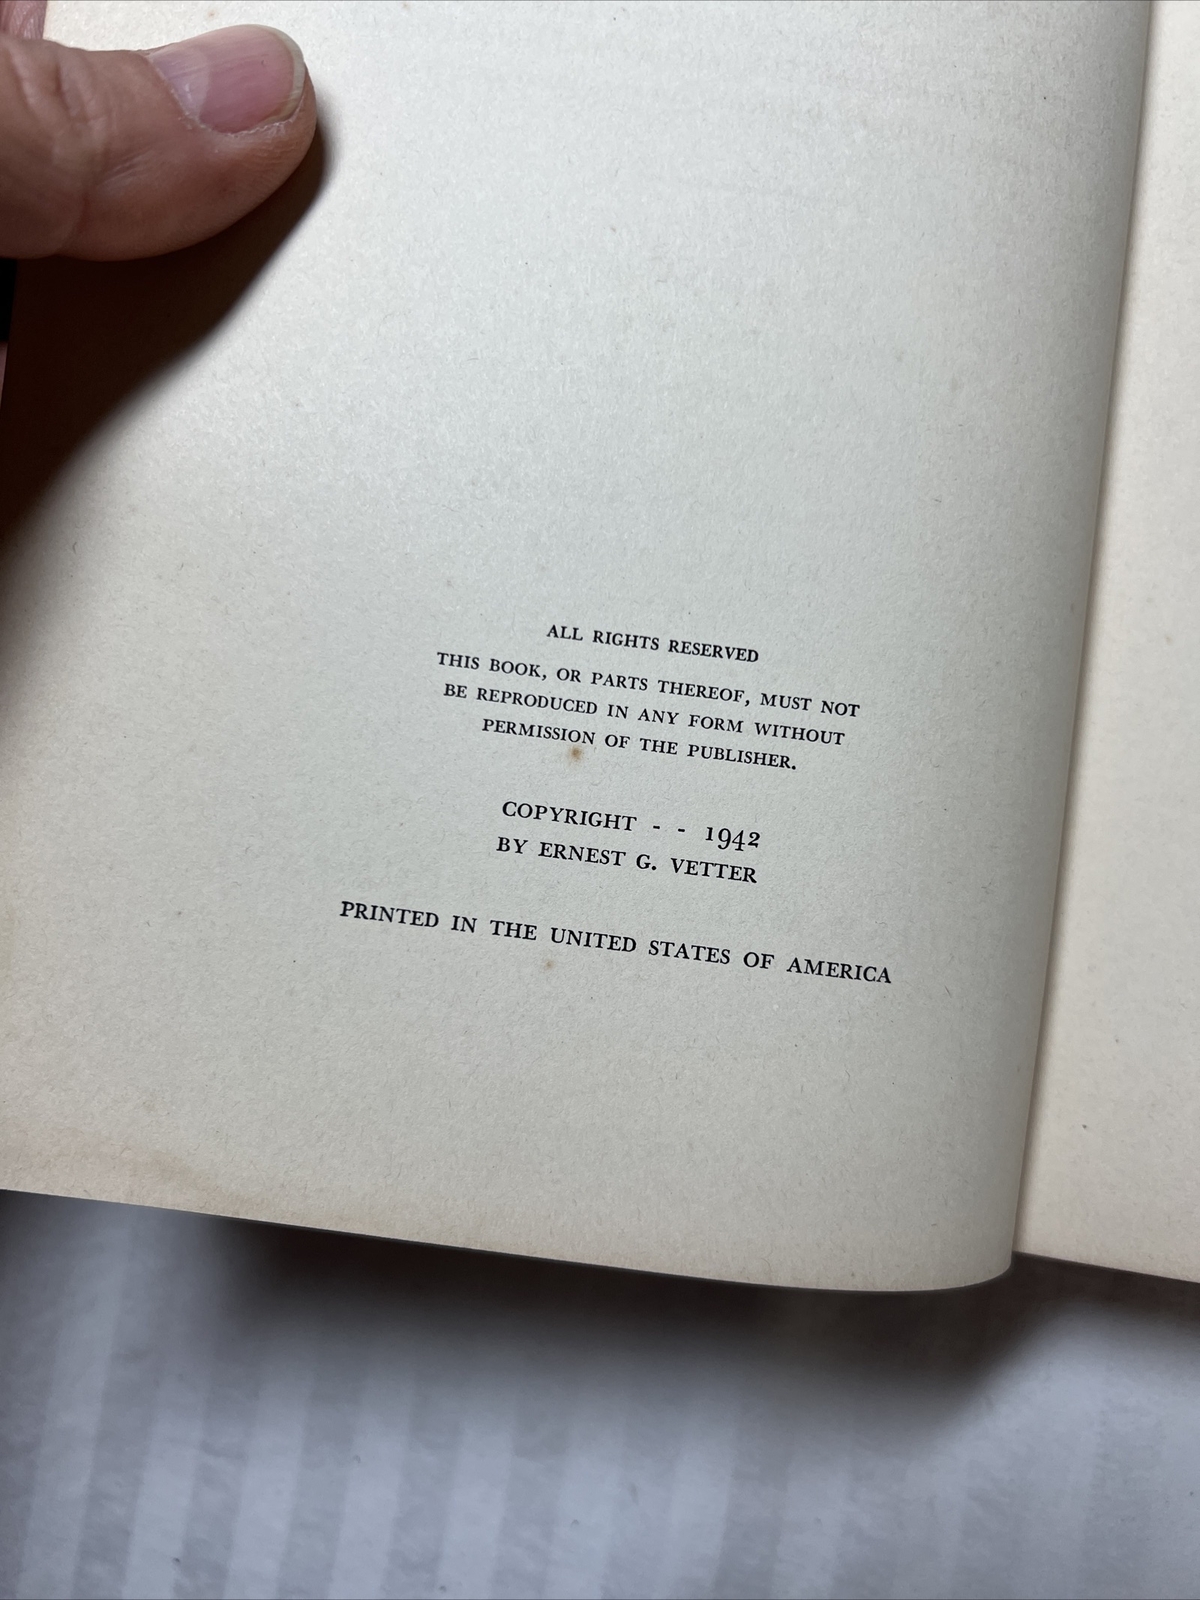 ALL RIGHTS RESERVED
THIS BOOK, OR PARTS THEREOF, MUST NOT
BE REPRODUCED IN ANY FORM WITHOUT
PERMISSION OF THE PUBLISHER.
COPYRIGHT - - 1942
BY ERNEST G. VETTER
PRINTED IN THE UNITED STATES OF AMERICA